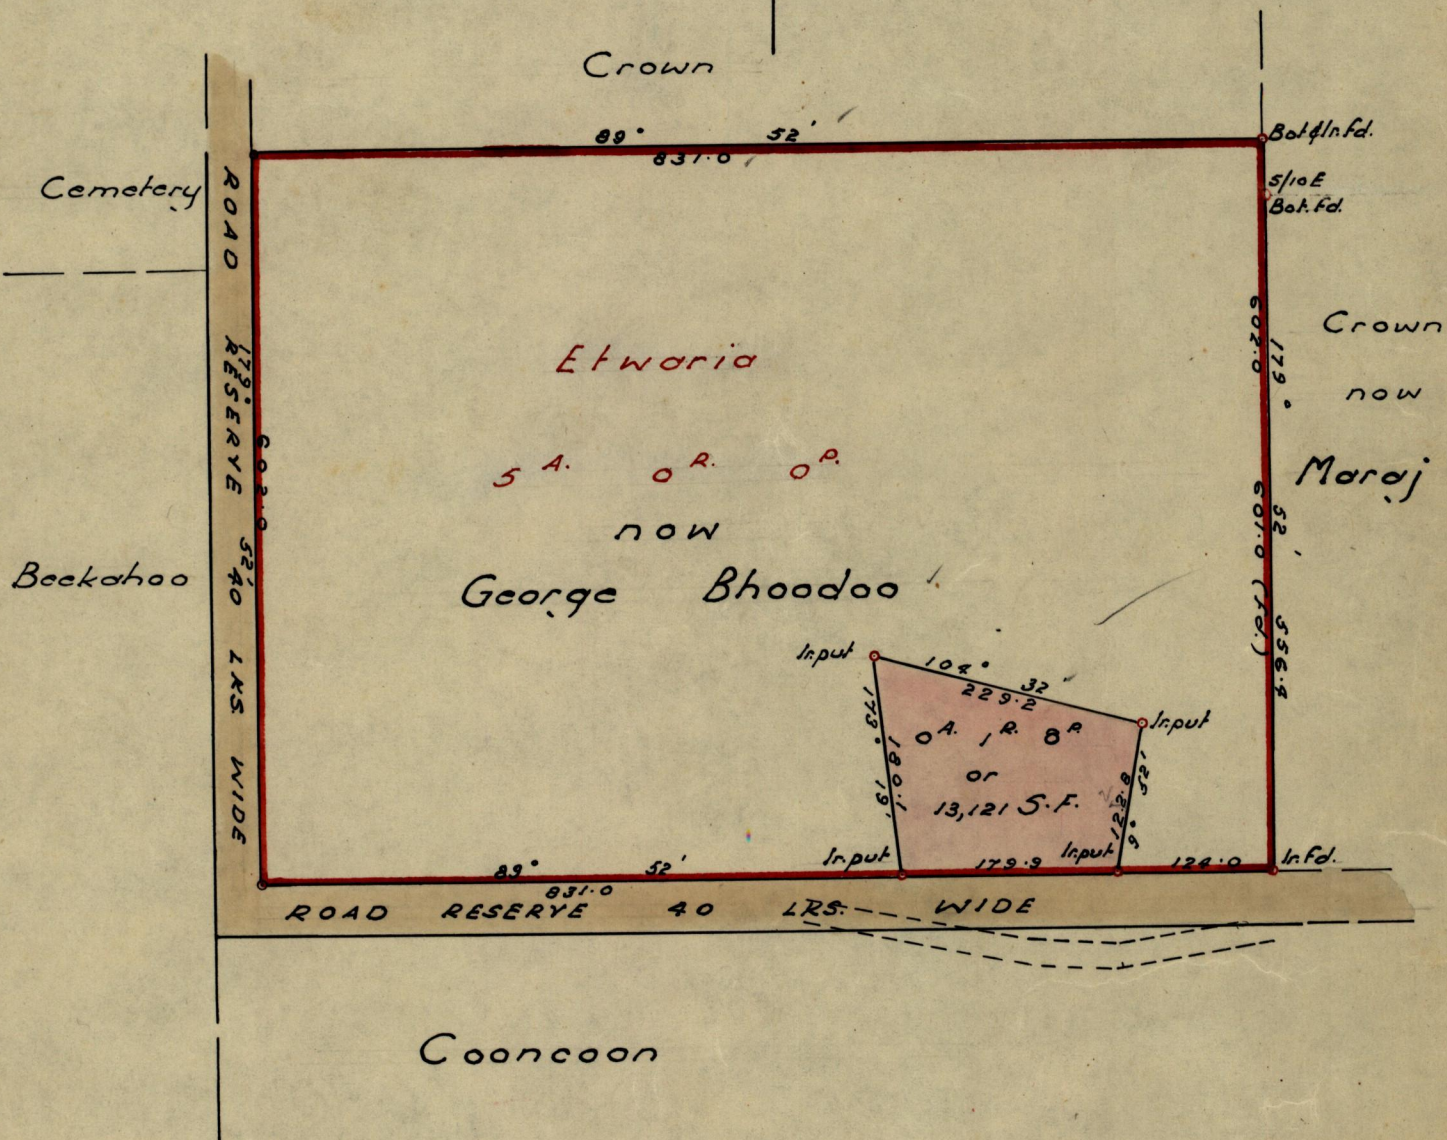 Crown
89° 52'
831.0
Bot & Ir. fd.
5/10 E
Bot. fd.
Cemetery
ROAD RESERVE 40 LKS. WIDE
179° 52'
602.0
602.0
179° 52'
601.0 (fd.)
556.4
Crown
now
Maraj
Etwaria
5 A. 0 R. 0 P.
now
George Bhoodoo
Beekahoo
Ir. put
104° 32
229.2
Ir. put
173° 19'
180.1
0 A. 1 R. 8 P.
or
13,121 S.F.
9° 52'
122.8
Ir. put
Ir. put
179.9
124.0
Ir. fd.
89° 52'
831.0
ROAD RESERVE 40 LKS. WIDE
Cooncoon